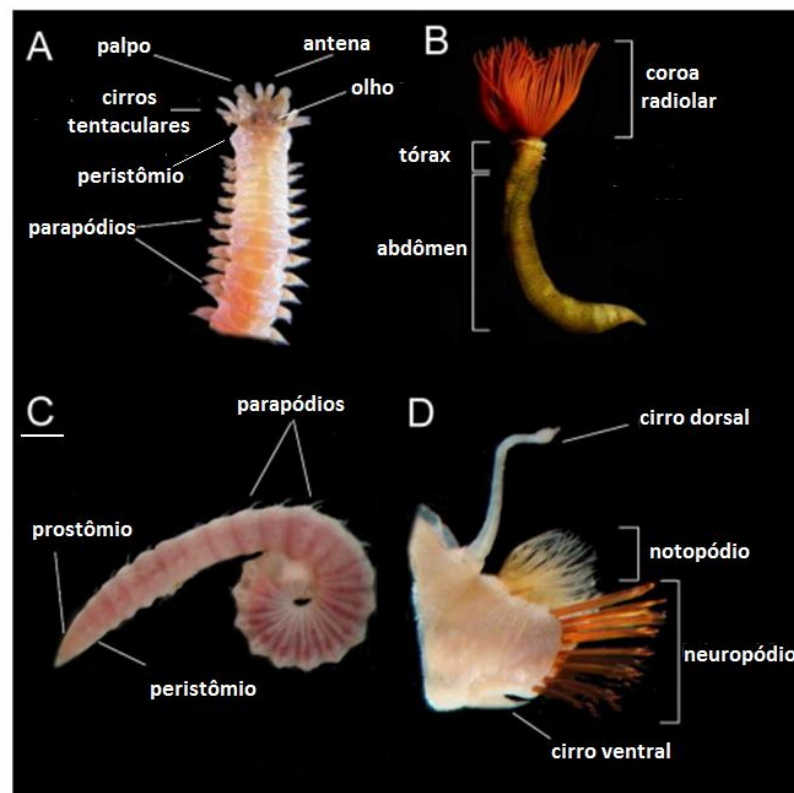 A
palpo
antena
cirros
tentaculares
olho
peristômio
parapódios
B
coroa
radiolar
tórax
abdômen
C
parapódios
prostômio
peristômio
D
cirro dorsal
notopódio
neuropódio
cirro ventral